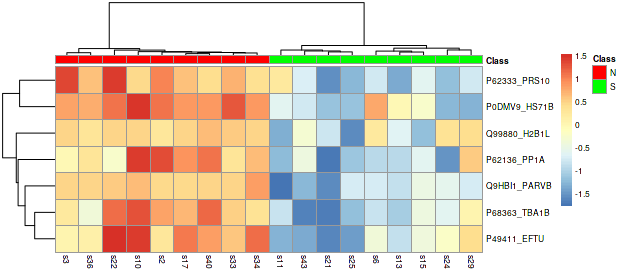 Class
P62333_PRS10
P0DMV9_HS71B
Q99880_H2B1L
P62136_PP1A
Q9HBI1_PARVB
P68363_TBA1B
P49411_EFTU
s3 s36 s22 s10 s2 s17 s40 s33 s34 s11 s43 s21 s25 s6 s13 s15 s24 s29
1.5
1
0.5
0
-0.5
-1
-1.5
Class
N
S